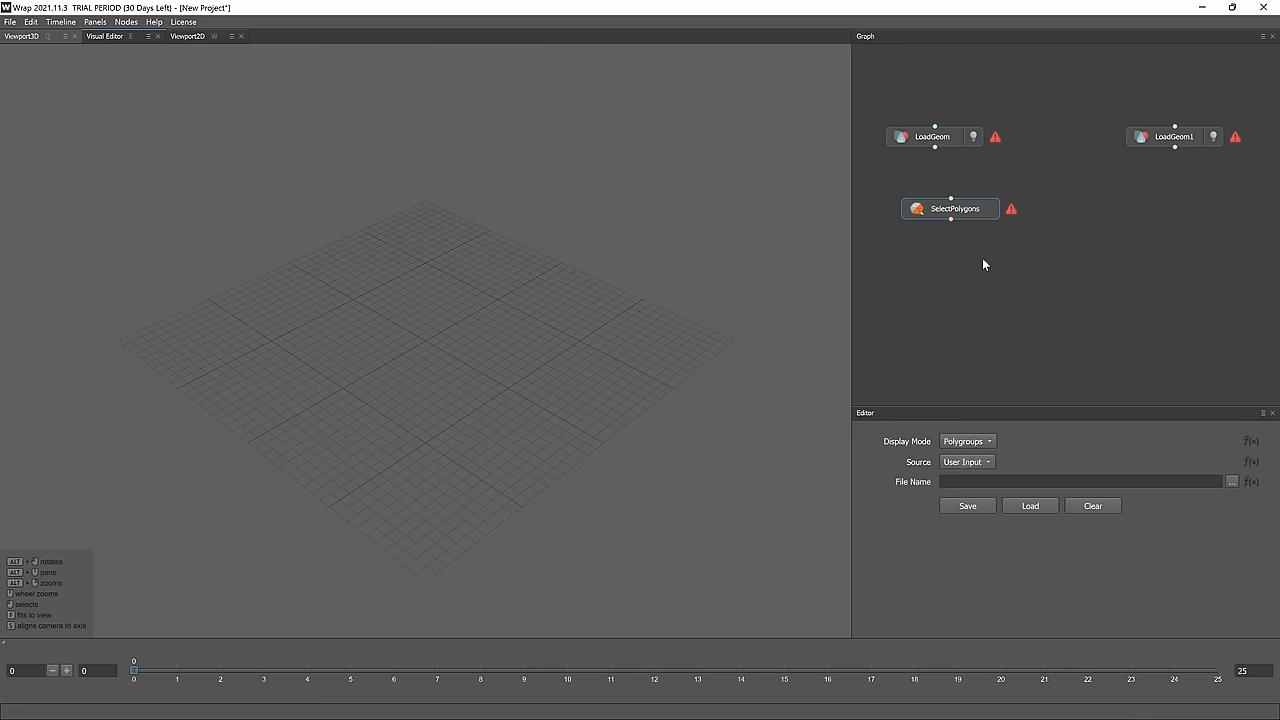 Wrap 2021.11.3 TRIAL PERIOD (30 Days Left) - [New Project*]
File Edit Timeline Panels Nodes Help License
Viewport3D Q Visual Editor E Viewport2D W Graph
LoadGeom LoadGeom1
SelectPolygons
Editor
Display Mode Polygroups f(x)
Source User Input f(x)
File Name ... f(x)
Save Load Clear
ALT + rotates
ALT + pans
ALT + zooms
wheel zooms
selects
F fits to view
S aligns camera to axis
0
0 − + 0 25
0 1 2 3 4 5 6 7 8 9 10 11 12 13 14 15 16 17 18 19 20 21 22 23 24 25